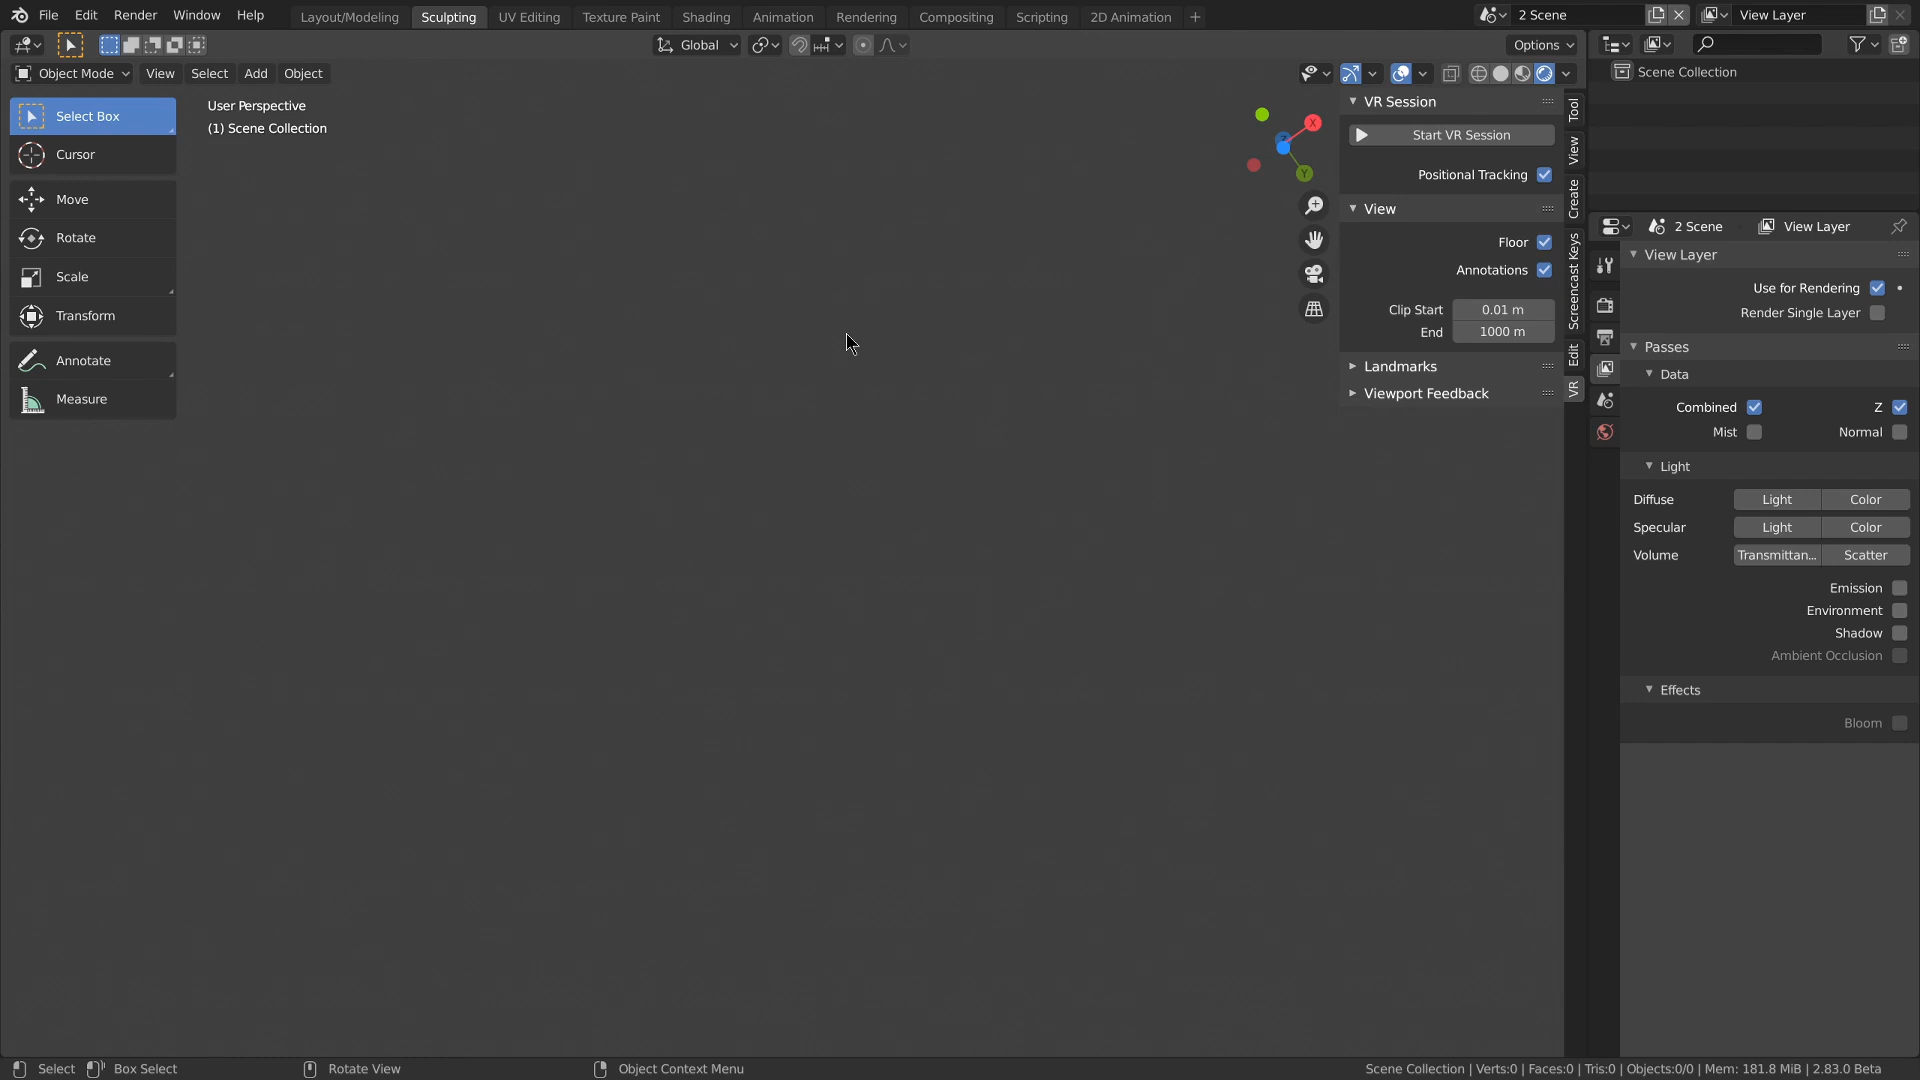 File Edit Render Window Help Layout/Modeling Sculpting UV Editing Texture Paint Shading Animation Rendering Compositing Scripting 2D Animation + 2 Scene View Layer
Global Options
Object Mode View Select Add Object
Scene Collection
Select Box
Cursor
Move
Rotate
Scale
Transform
Annotate
Measure
User Perspective
(1) Scene Collection
X
Y
Z
VR Session
Start VR Session
Positional Tracking
View
Floor
Annotations
Clip Start 0.01 m
End 1000 m
Landmarks
Viewport Feedback
Tool
View
Create
Screencast Keys
Edit
VR
2 Scene View Layer
View Layer
Use for Rendering
Render Single Layer
Passes
Data
Combined Z
Mist Normal
Light
Diffuse Light Color
Specular Light Color
Volume Transmittan... Scatter
Emission
Environment
Shadow
Ambient Occlusion
Effects
Bloom
Select Box Select Rotate View Object Context Menu Scene Collection | Verts:0 | Faces:0 | Tris:0 | Objects:0/0 | Mem: 181.8 MiB | 2.83.0 Beta